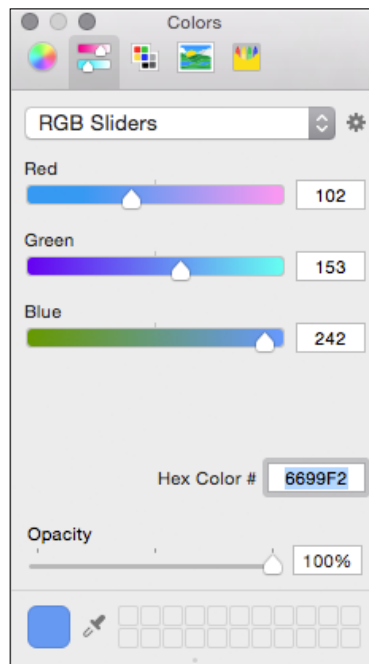 Colors
RGB Sliders
Red
102
Green
153
Blue
242
Hex Color # 6699F2
Opacity
100%